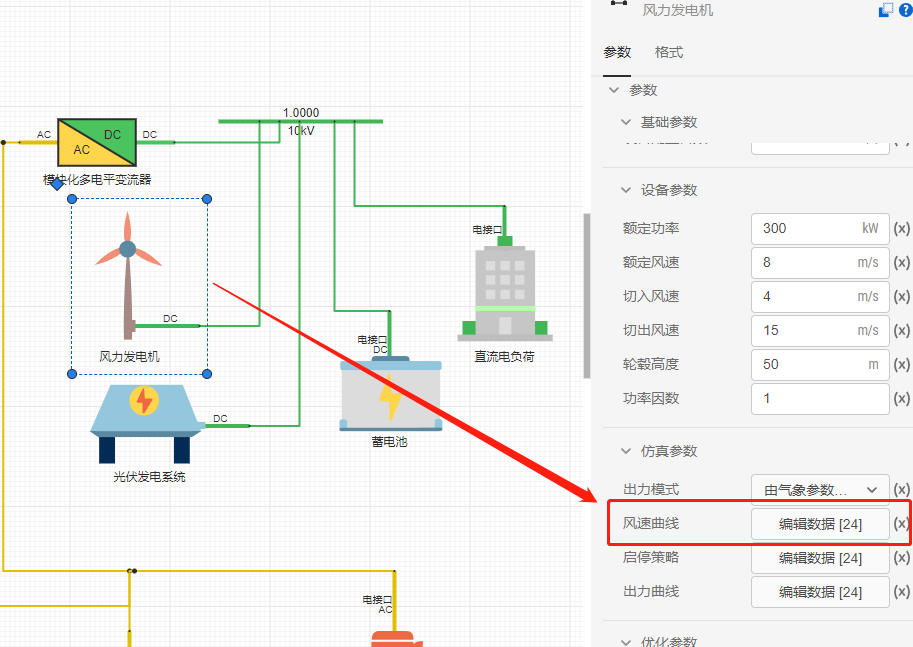 风力发电机
参数 格式
参数
基础参数
设备参数
额定功率 300 kW (x)
额定风速 8 m/s (x)
切入风速 4 m/s (x)
切出风速 15 m/s (x)
轮毂高度 50 m (x)
功率因数 1 (x)
仿真参数
出力模式 由气象参数... (x)
风速曲线 编辑数据 [24] (x)
启停策略 编辑数据 [24] (x)
出力曲线 编辑数据 [24] (x)
优化参数
1.0000
10kV
AC DC DC
AC
模块化多电平变流器
DC
风力发电机
DC
光伏发电系统
电接口
DC
蓄电池
电接口
直流电负荷
电接口
AC